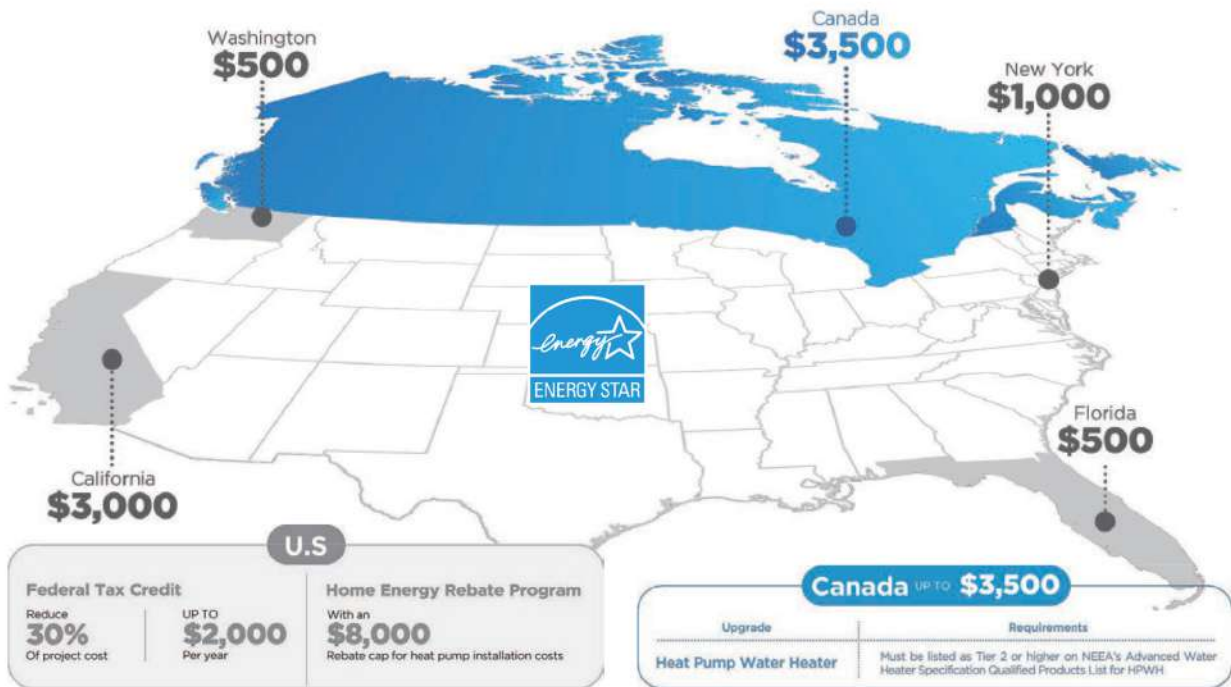 Washington
$500
Canada
$3,500
New York
$1,000
energy
ENERGY STAR
California
$3,000
Florida
$500
U.S
Federal Tax Credit
Reduce
30%
Of project cost
UP TO
$2,000
Per year
Home Energy Rebate Program
With an
$8,000
Rebate cap for heat pump installation costs
Canada UP TO $3,500
Upgrade
Requirements
Heat Pump Water Heater
Must be listed as Tier 2 or higher on NEEA's Advanced Water
Heater Specification Qualified Products List for HPWH